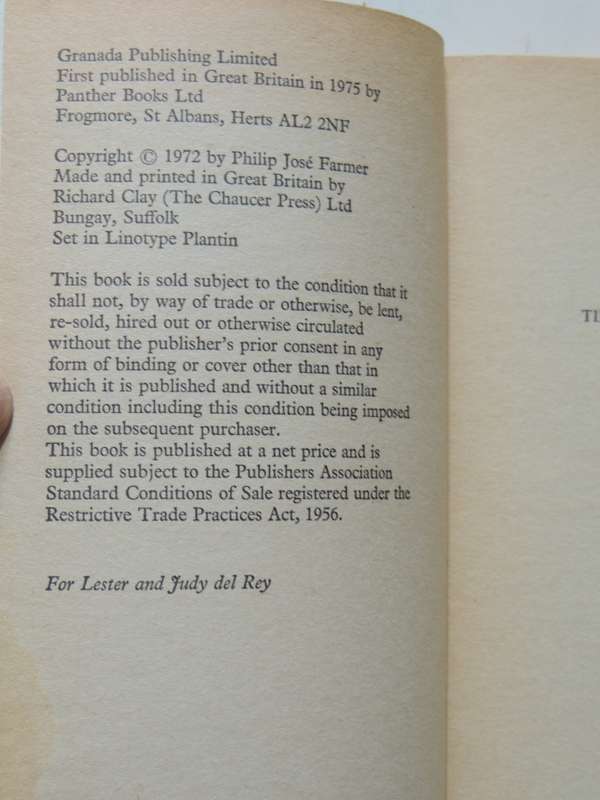 Granada Publishing Limited
First published in Great Britain in 1975 by
Panther Books Ltd
Frogmore, St Albans, Herts AL2 2NF
Copyright © 1972 by Philip José Farmer
Made and printed in Great Britain by
Richard Clay (The Chaucer Press) Ltd
Bungay, Suffolk
Set in Linotype Plantin
This book is sold subject to the condition that it
shall not, by way of trade or otherwise, be lent,
re-sold, hired out or otherwise circulated
without the publisher's prior consent in any
form of binding or cover other than that in
which it is published and without a similar
condition including this condition being imposed
on the subsequent purchaser.
This book is published at a net price and is
supplied subject to the Publishers Association
Standard Conditions of Sale registered under the
Restrictive Trade Practices Act, 1956.
For Lester and Judy del Rey